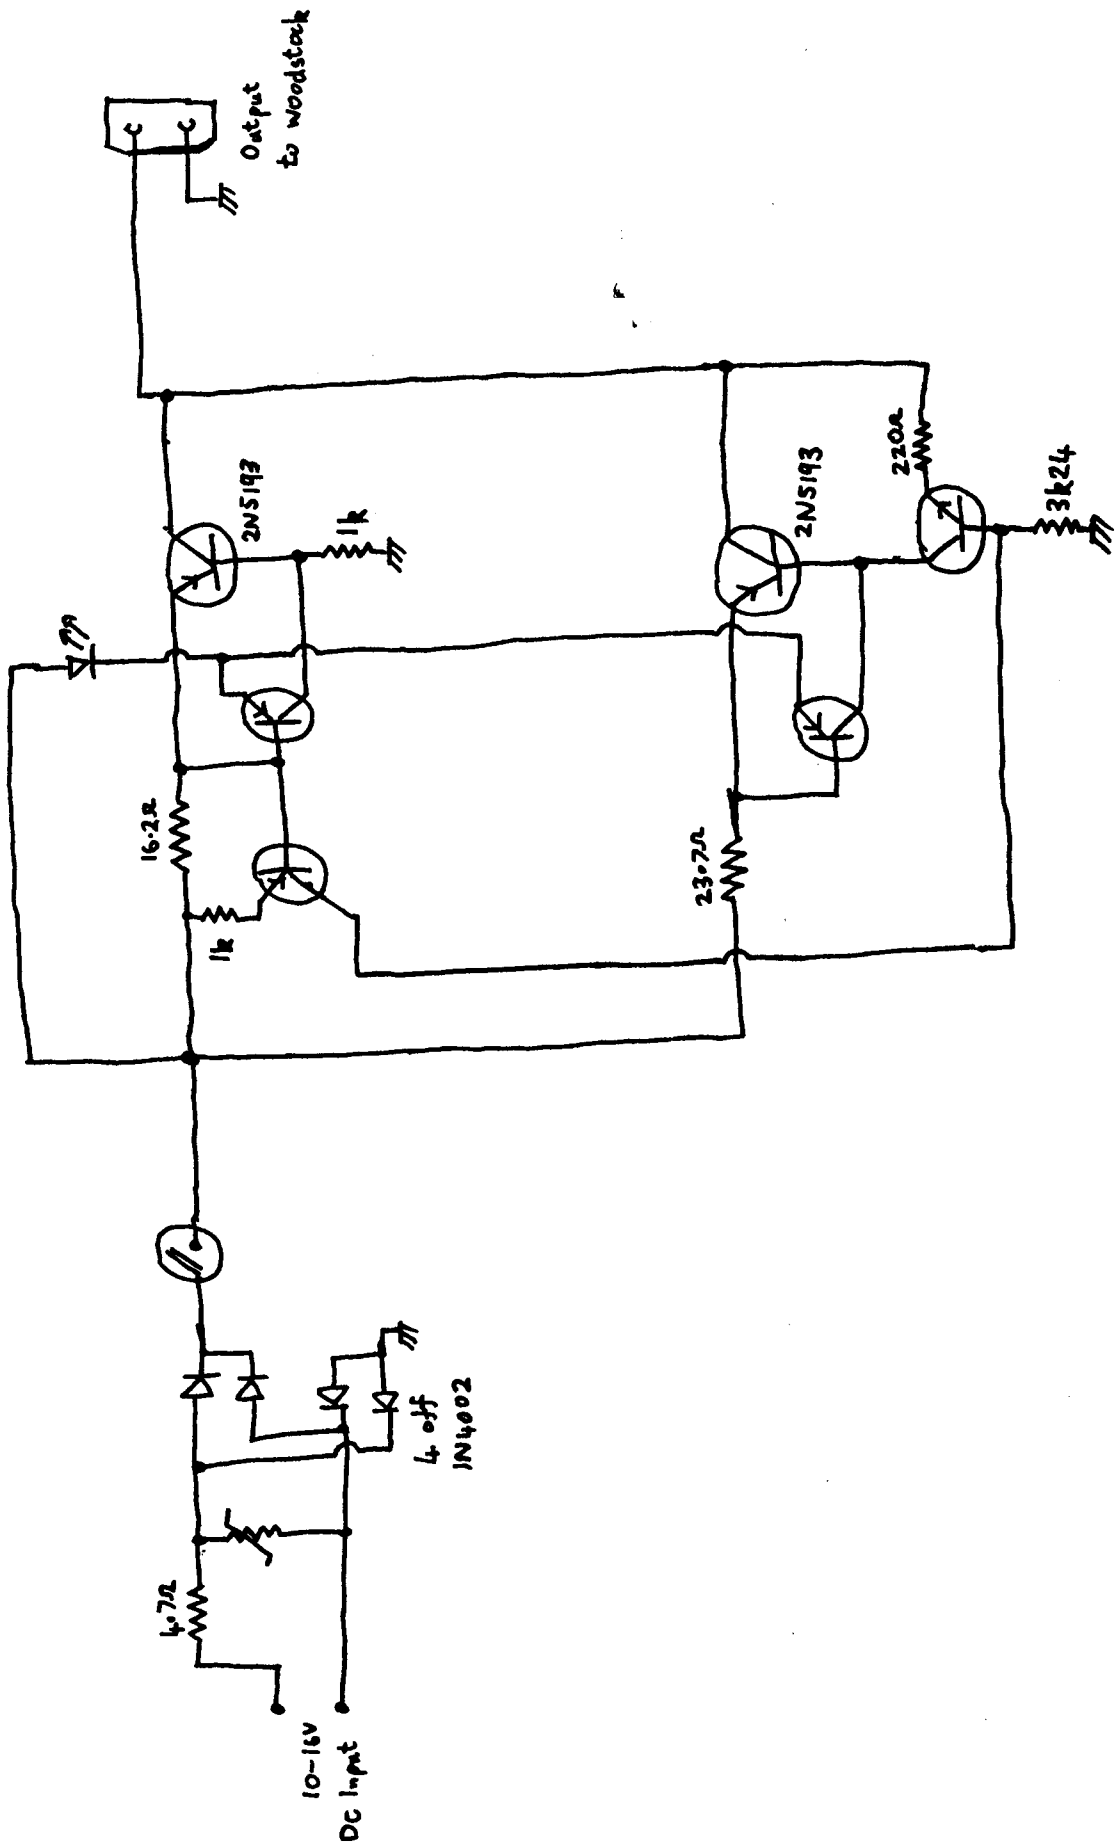 4.7Ω
10-16V
DC Input
4 off
1N4002
16.2Ω
1k
2N5193
1k
Output
to Woodstock
23.7Ω
2N5193
220Ω
3k24